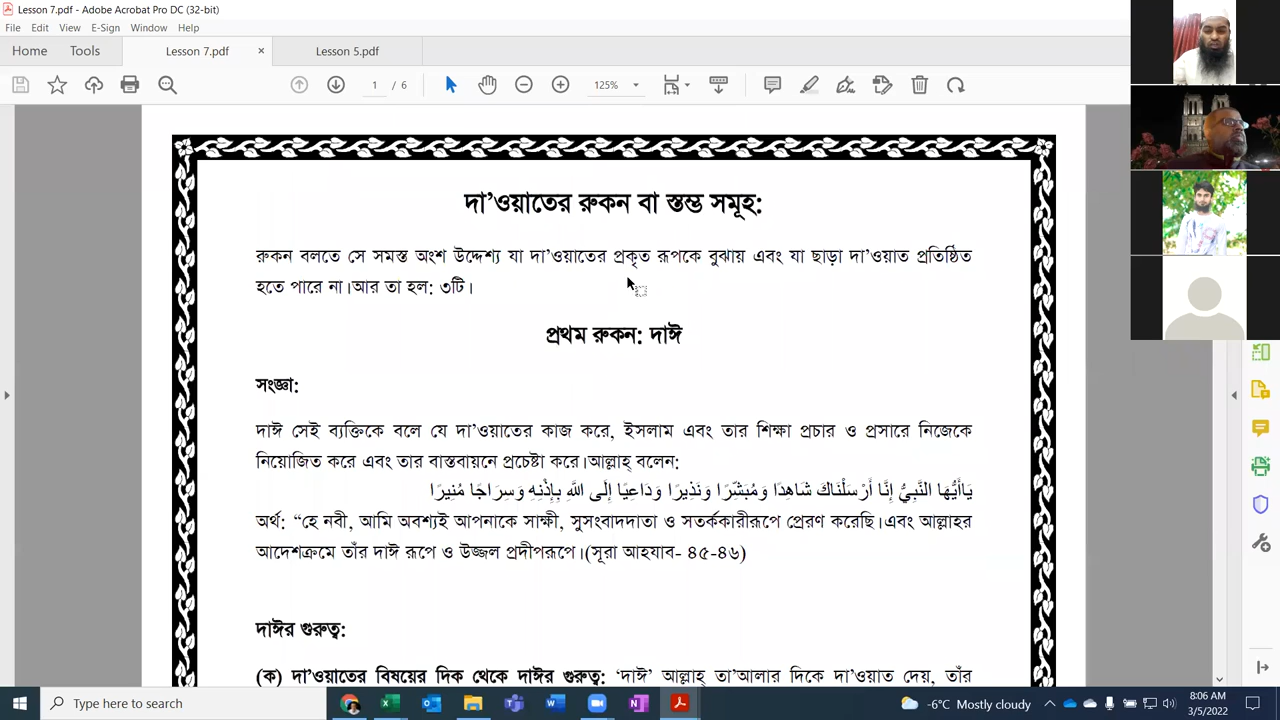 Lesson 7.pdf - Adobe Acrobat Pro DC (32-bit)
File Edit View E-Sign Window Help
Home Tools Lesson 7.pdf × Lesson 5.pdf
1 / 6 125%
দা’ওয়াতের রুকন বা স্তম্ভ সমূহ:
রুকন বলতে সে সমস্ত অংশ উদ্দেশ্য যা দা’ওয়াতের প্রকৃত রূপকে বুঝায় এবং যা ছাড়া দা’ওয়াত প্রতিষ্ঠিত
হতে পারে না।আর তা হল: ৩টি।
প্রথম রুকন: দাঈ
সংজ্ঞা:
দাঈ সেই ব্যক্তিকে বলে যে দা’ওয়াতের কাজ করে, ইসলাম এবং তার শিক্ষা প্রচার ও প্রসারে নিজেকে
নিয়োজিত করে এবং তার বাস্তবায়নে প্রচেষ্টা করে।আল্লাহ্ বলেন:
يَاأَيُّهَا النَّبِيُّ إِنَّا أَرْسَلْنَاكَ شَاهِدًا وَمُبَشِّرًا وَنَذِيرًا وَدَاعِيًا إِلَى اللَّهِ بِإِذْنِهِ وَسِرَاجًا مُنِيرًا
অর্থ: “হে নবী, আমি অবশ্যই আপনাকে সাক্ষী, সুসংবাদদাতা ও সতর্ককারীরূপে প্রেরণ করেছি।এবং আল্লাহর
আদেশক্রমে তাঁর দাঈ রূপে ও উজ্জল প্রদীপরূপে।(সূরা আহযাব- ৪৫-৪৬)
দাঈর গুরুত্ব:
(ক) দা’ওয়াতের বিষয়ের দিক থেকে দাঈর গুরুত্ব: ‘দাঈ’ আল্লাহ্ তা’আলার দিকে দা’ওয়াত দেয়, তাঁর
Type here to search
-6°C Mostly cloudy
8:06 AM
3/5/2022